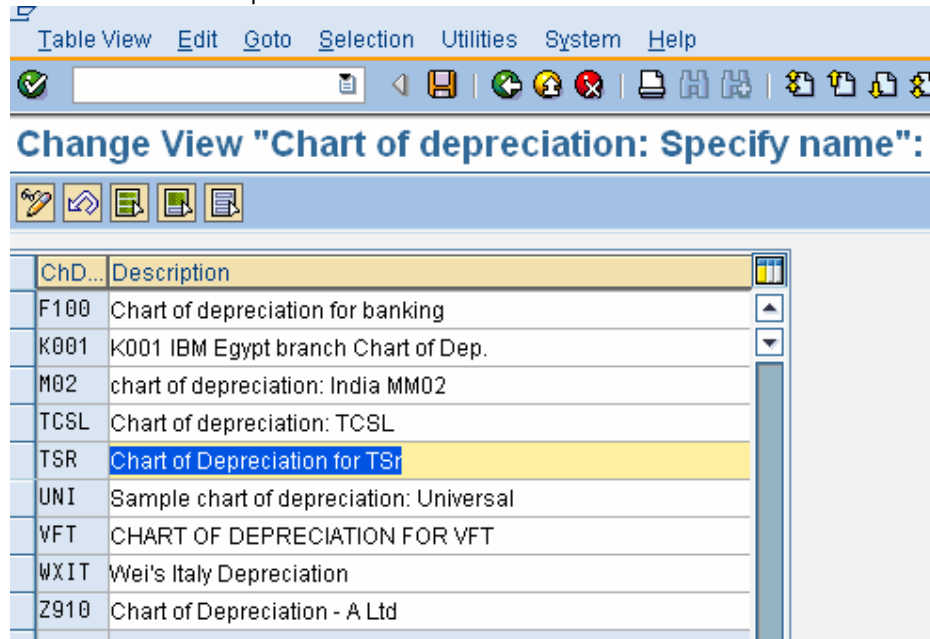 Table View Edit Goto Selection Utilities System Help
Change View "Chart of depreciation: Specify name":
ChD... Description
F100 Chart of depreciation for banking
K001 K001 IBM Egypt branch Chart of Dep.
M02 chart of depreciation: India MM02
TCSL Chart of depreciation: TCSL
TSR Chart of Depreciation for TSr
UNI Sample chart of depreciation: Universal
VFT CHART OF DEPRECIATION FOR VFT
WXIT Wei's Italy Depreciation
Z910 Chart of Depreciation - A Ltd